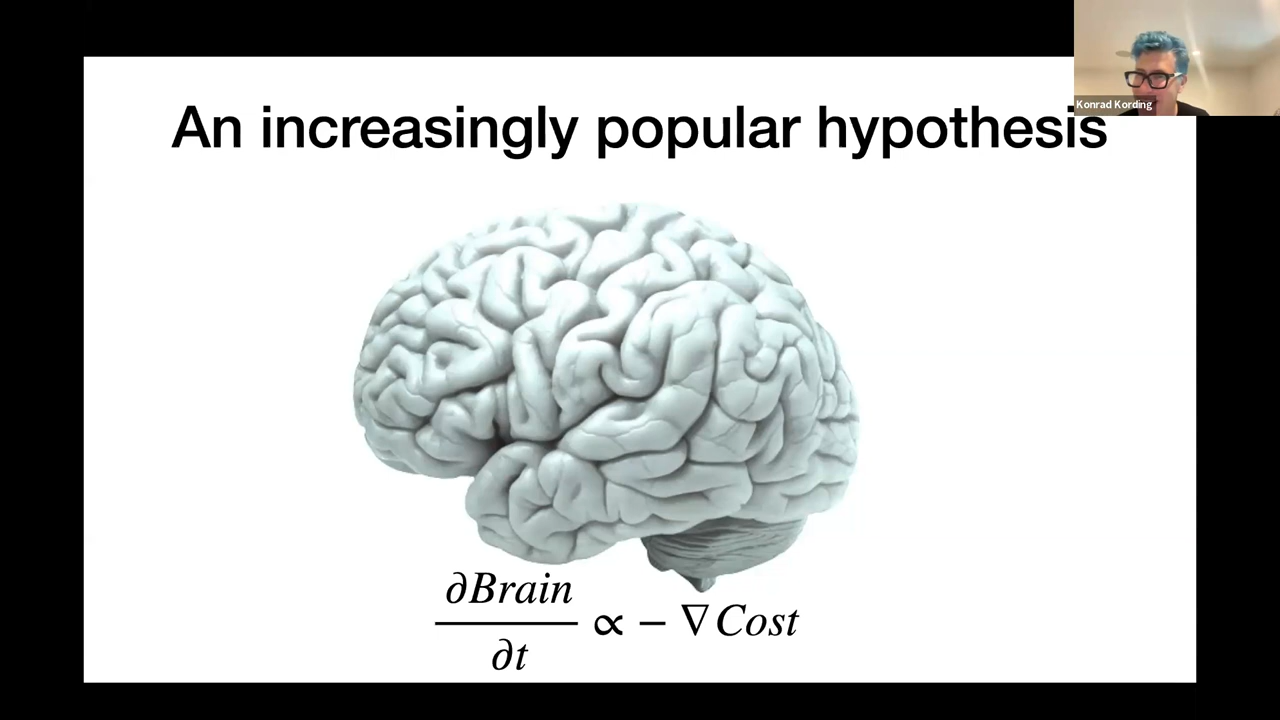 Konrad Kording
An increasingly popular hypothesis
∂Brain
∂t
∝ − ∇Cost